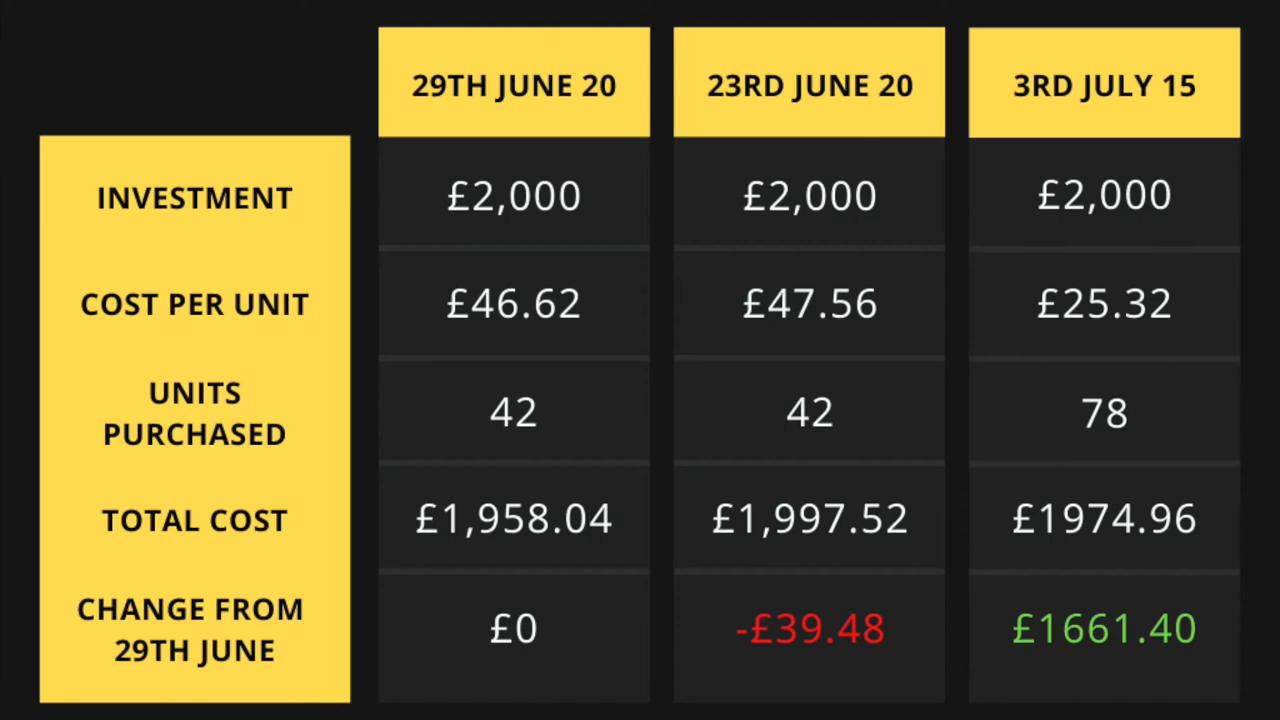 29TH JUNE 20 23RD JUNE 20 3RD JULY 15
INVESTMENT £2,000 £2,000 £2,000
COST PER UNIT £46.62 £47.56 £25.32
UNITS
PURCHASED 42 42 78
TOTAL COST £1,958.04 £1,997.52 £1974.96
CHANGE FROM
29TH JUNE £0 -£39.48 £1661.40